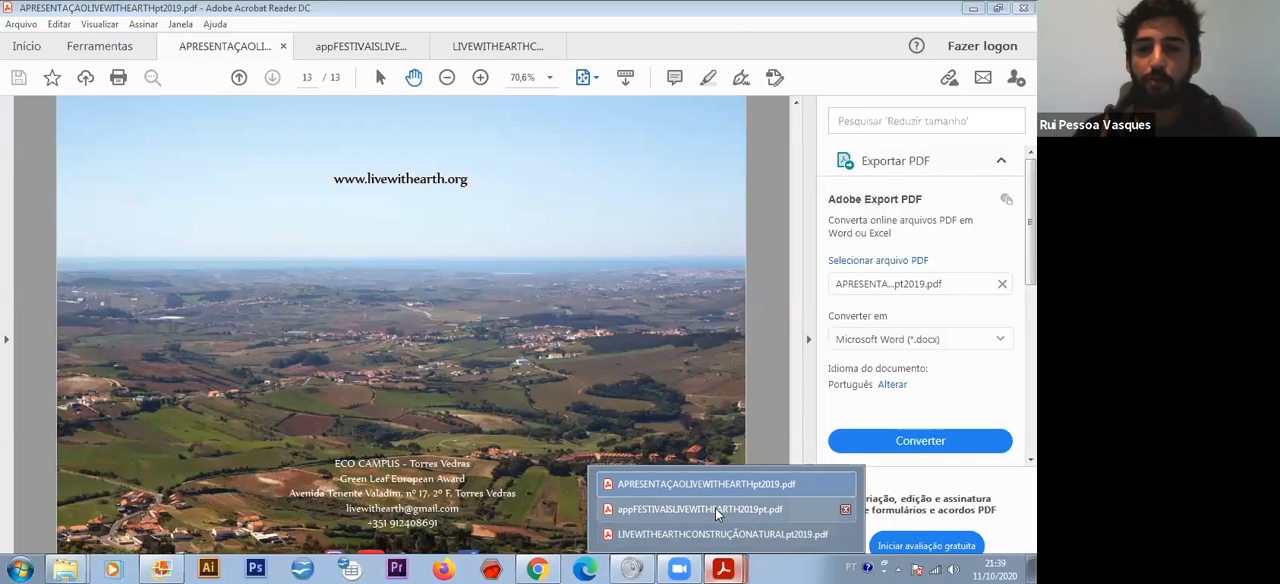 APRESENTAÇAOLIVEWITHEARTHpt2019.pdf - Adobe Acrobat Reader DC
Arquivo Editar Visualizar Assinar Janela Ajuda
Início Ferramentas APRESENTAÇAOLI... × appFESTIVAISLIVE... LIVEWITHEARTHC... ? Fazer logon
13 / 13 70,6%
Pesquisar 'Reduzir tamanho'
Exportar PDF
Adobe Export PDF
Converta online arquivos PDF em
Word ou Excel
Selecionar arquivo PDF
APRESENTA...pt2019.pdf
Converter em
Microsoft Word (*.docx)
Idioma do documento:
Português Alterar
Converter
edição e assinatura
formulários e acordos PDF
Iniciar avaliação gratuita
www.livewithearth.org
ECO CAMPUS - Torres Vedras
Green Leaf European Award
Avenida Tenente Valadim, nº 17, 2º F. Torres Vedras
livewithearth@gmail.com
+351 912408691
APRESENTAÇAOLIVEWITHEARTHpt2019.pdf
appFESTIVAISLIVEWITHEARTH2019pt.pdf
LIVEWITHEARTHCONSTRUÇÃONATURALpt2019.pdf
Ai Ps Pr PT ? 21:39
11/10/2020
Rui Pessoa Vasques